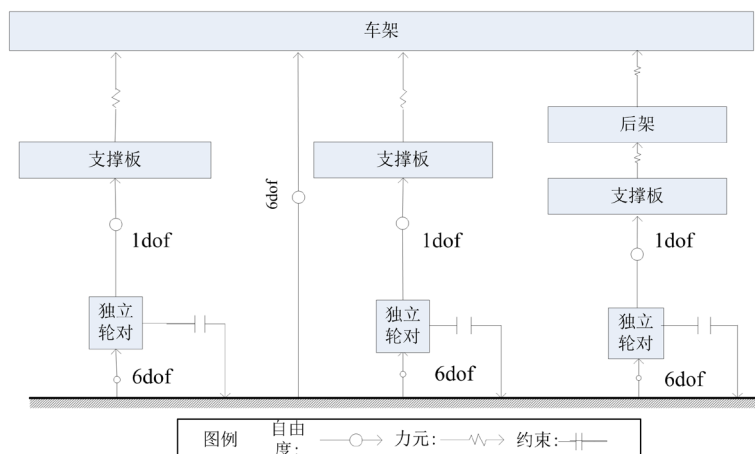 车架
支撑板
支撑板
后架
支撑板
6dof
1dof
1dof
1dof
独立
轮对
独立
轮对
独立
轮对
6dof
6dof
6dof
图例
自由
度:
力元:
约束: